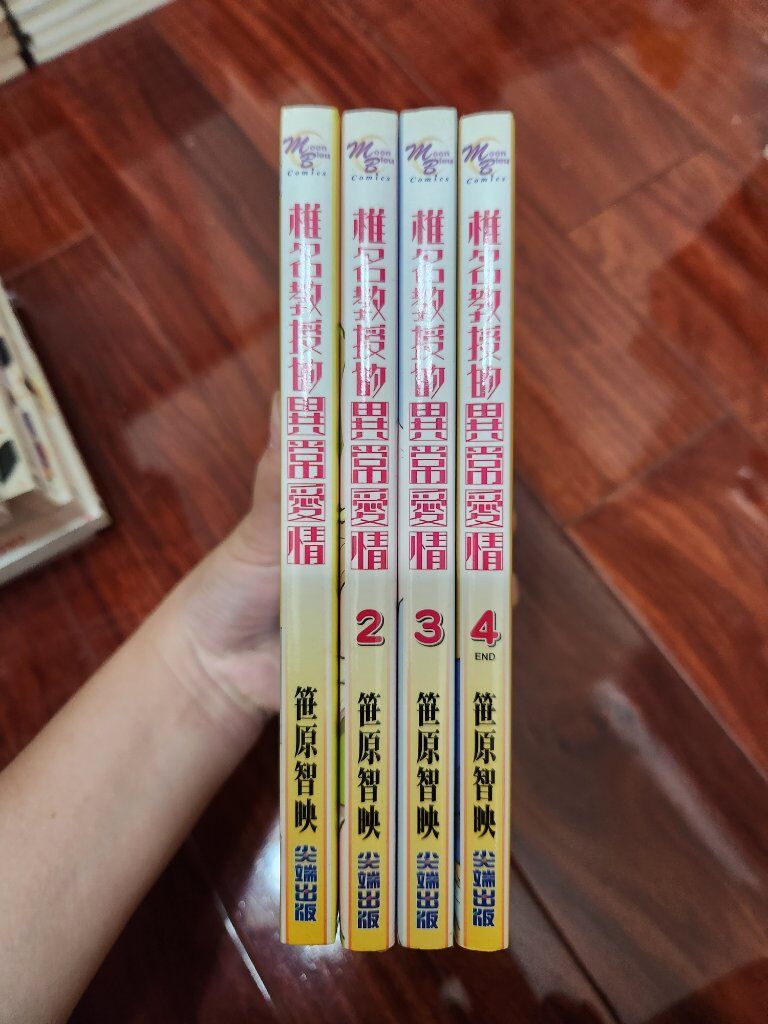 Moon
Bleu
Comics
椎名教授的異常愛情
笹原智映
尖端出版
Moon
Bleu
Comics
椎名教授的異常愛情
2
笹原智映
尖端出版
Moon
Bleu
Comics
椎名教授的異常愛情
3
笹原智映
尖端出版
Moon
Bleu
Comics
椎名教授的異常愛情
4
END
笹原智映
尖端出版